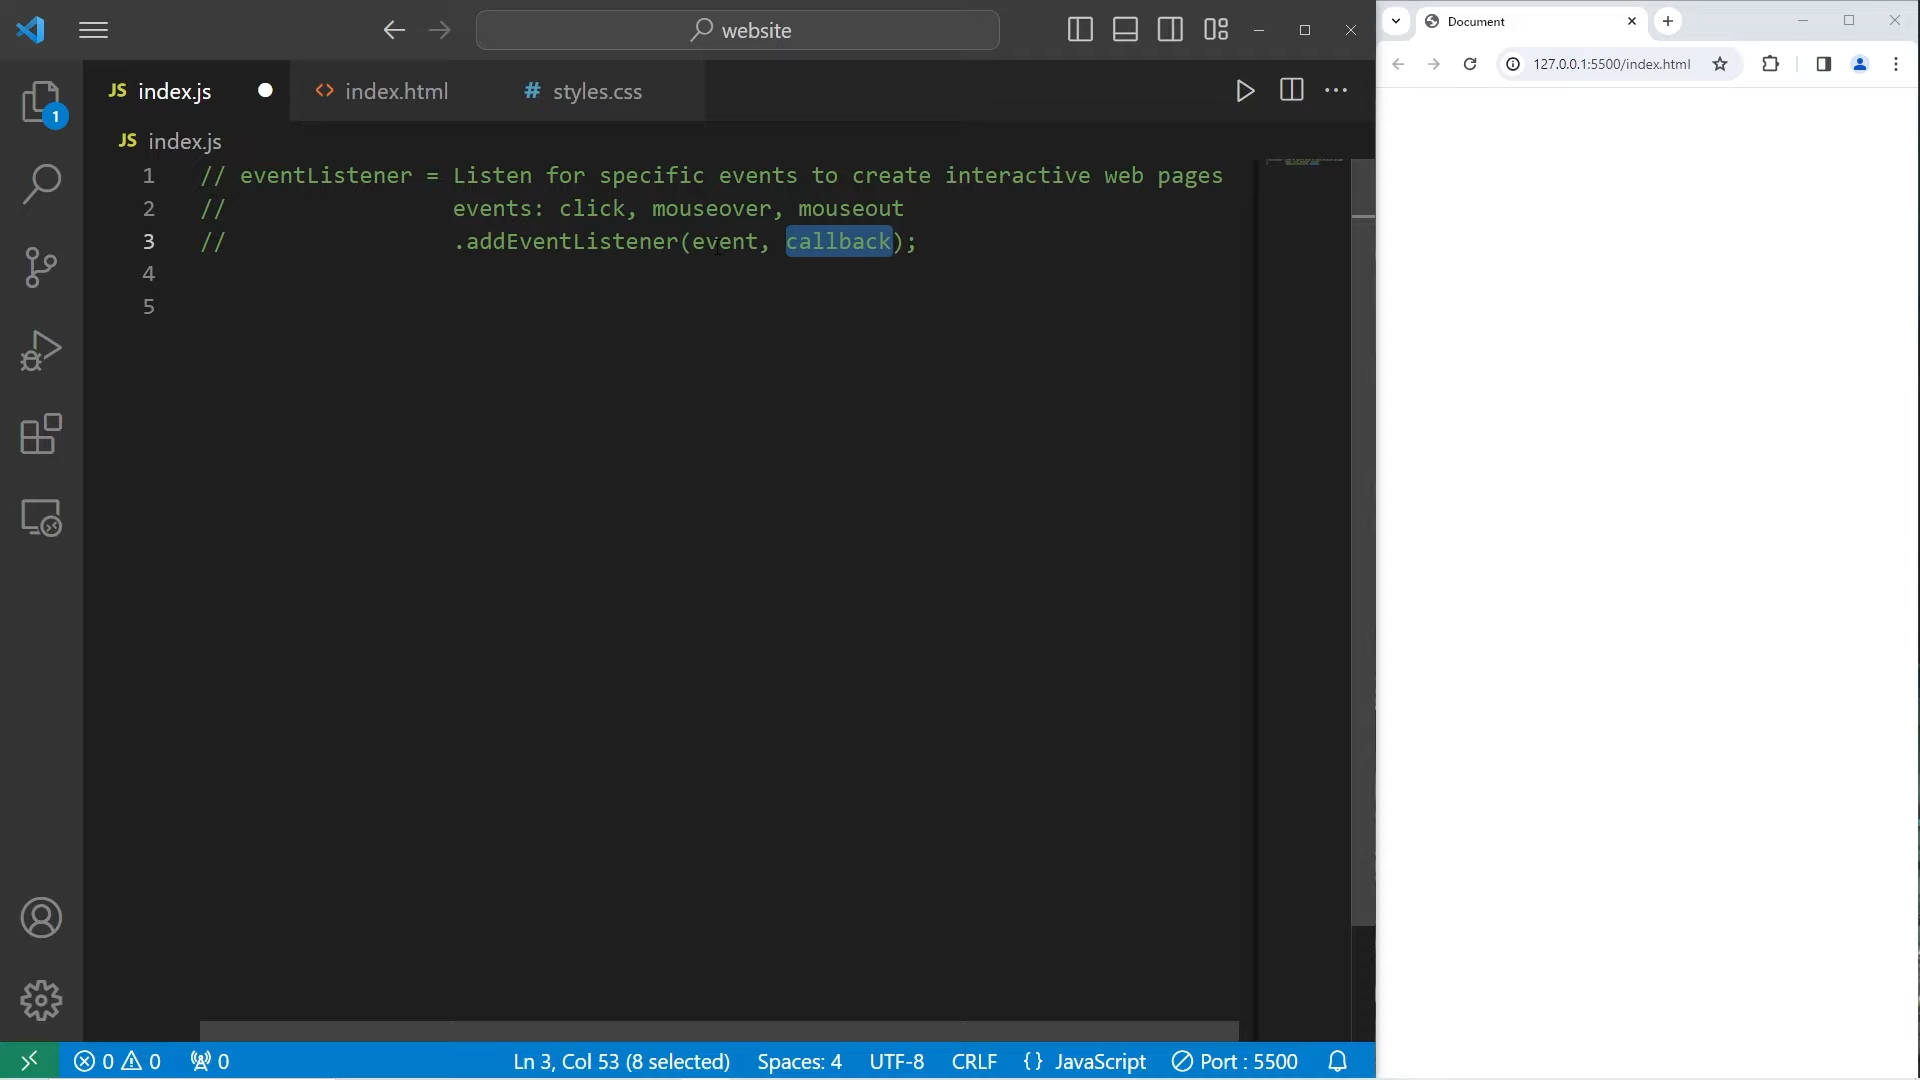 website
Document
127.0.0.1:5500/index.html
JS index.js
<> index.html
# styles.css
1
JS index.js
1 // eventListener = Listen for specific events to create interactive web pages
2 // events: click, mouseover, mouseout
3 // .addEventListener(event, callback);
4
5
0 0 0
Ln 3, Col 53 (8 selected) Spaces: 4 UTF-8 CRLF {} JavaScript Port : 5500